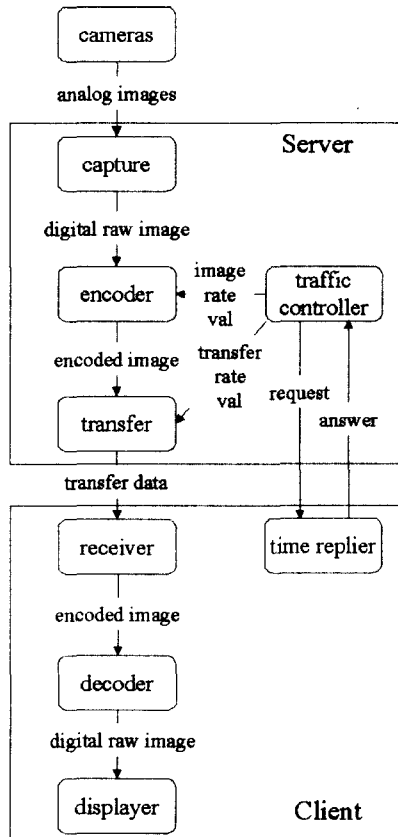 cameras
analog images
Server
capture
digital raw image
image
rate
val
traffic
controller
encoder
encoded image
transfer
rate
val
request
answer
transfer
transfer data
receiver
time replier
encoded image
decoder
digital raw image
displayer
Client